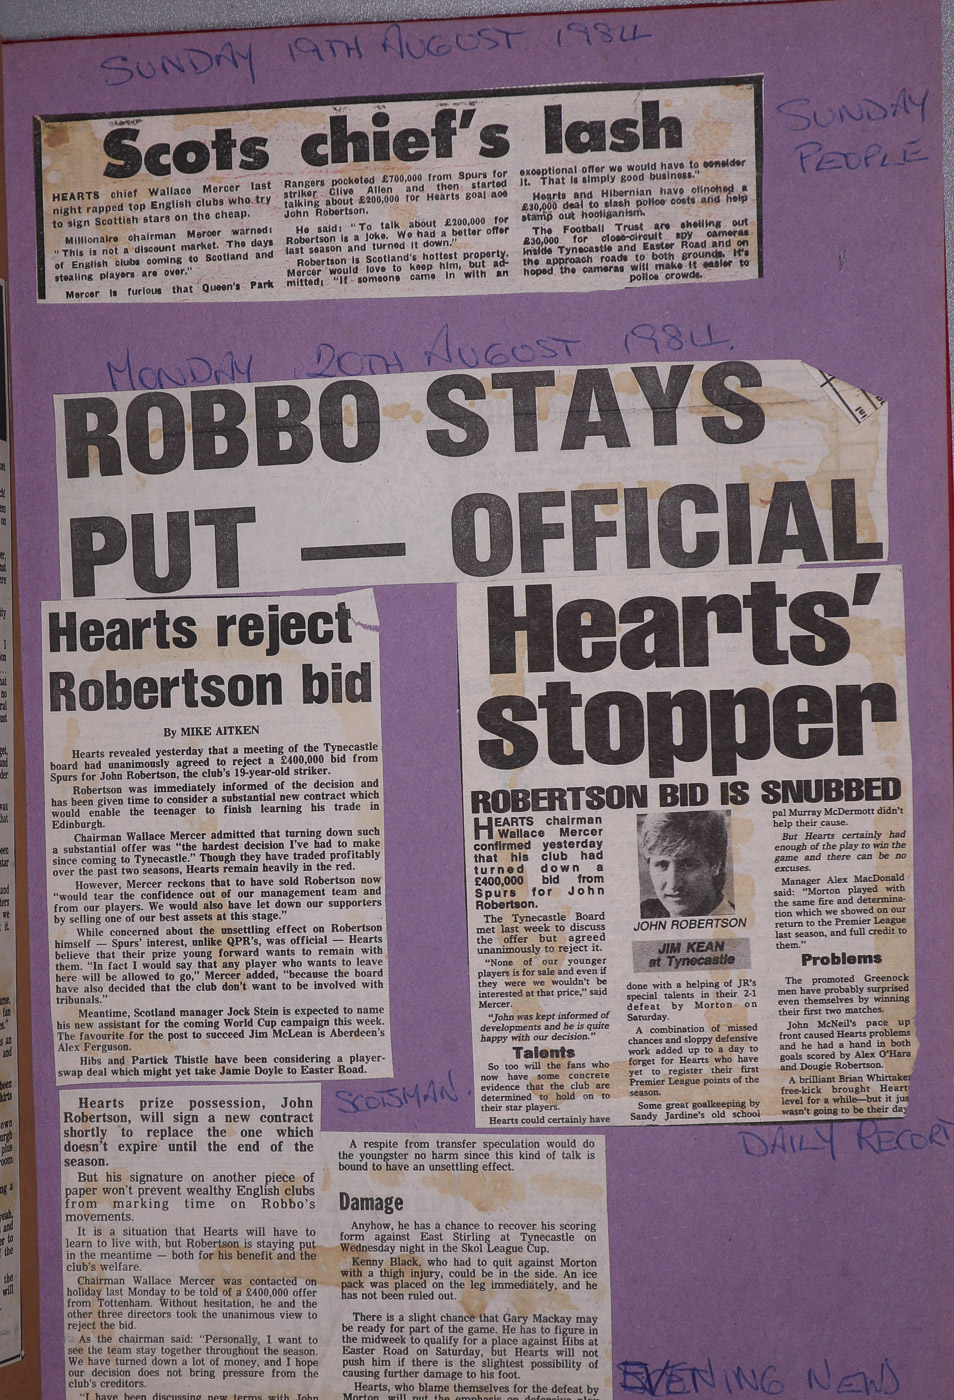 SUNDAY 19TH AUGUST 1984
SUNDAY
PEOPLE
Scots chief's lash
HEARTS chief Wallace Mercer last
night rapped top English clubs who try
to sign Scottish stars on the cheap.
Millionaire chairman Mercer warned:
"This is not a discount market. The days
of English clubs coming to Scotland and
stealing players are over."
Mercer is furious that Queen's Park
Rangers pocketed £700,000 from Spurs for
striker Clive Allen and then started
talking about £200,000 for Hearts goal ace
John Robertson.
He said: "To talk about £200,000 for
Robertson is a joke. We had a better offer
last season and turned it down."
Robertson is Scotland's hottest property.
Mercer would love to keep him, but ad-
mitted: "If someone came in with an
exceptional offer we would have to consider
it. That is simply good business."
Hearts and Hibernian have clinched a
£30,000 deal to slash police costs and help
stamp out hooliganism.
The Football Trust are shelling out
£30,000 for close-circuit spy cameras
inside Tynecastle and Easter Road and on
the approach roads to both grounds. It's
hoped the cameras will make it easier to
police crowds.
MONDAY 20TH AUGUST 1984.
ROBBO STAYS
PUT — OFFICIAL
Hearts reject
Robertson bid
By MIKE AITKEN
Hearts revealed yesterday that a meeting of the Tynecastle
board had unanimously agreed to reject a £400,000 bid from
Spurs for John Robertson, the club's 19-year-old striker.
Robertson was immediately informed of the decision and
has been given time to consider a substantial new contract which
would enable the teenager to finish learning his trade in
Edinburgh.
Chairman Wallace Mercer admitted that turning down such
a substantial offer was "the hardest decision I've had to make
since coming to Tynecastle." Though they have traded profitably
over the past two seasons, Hearts remain heavily in the red.
However, Mercer reckons that to have sold Robertson now
"would tear the confidence out of our management team and
from our players. We would also have let down our supporters
by selling one of our best assets at this stage."
While concerned about the unsettling effect on Robertson
himself — Spurs' interest, unlike QPR's, was official — Hearts
believe that their prize young forward wants to remain with
them. "In fact I would say that any player who wants to leave
here will be allowed to go," Mercer added, "because the board
have also decided that the club don't want to be involved with
tribunals."
Meantime, Scotland manager Jock Stein is expected to name
his new assistant for the coming World Cup campaign this week.
The favourite for the post to succeed Jim McLean is Aberdeen's
Alex Ferguson.
Hibs and Partick Thistle have been considering a player-
swap deal which might yet take Jamie Doyle to Easter Road.
SCOTSMAN.
Hearts'
stopper
ROBERTSON BID IS SNUBBED
HEARTS chairman
Wallace Mercer
confirmed yesterday
that his club had
turned down a
£400,000 bid from
Spurs for John
Robertson.
The Tynecastle Board
met last week to discuss
the offer but agreed
unanimously to reject it.
"None of our younger
players is for sale and even if
they were we wouldn't be
interested at that price," said
Mercer.
"John was kept informed of
developments and he is quite
happy with our decision."
Talents
So too will the fans who
now have some concrete
evidence that the club are
determined to hold on to
their star players.
Hearts could certainly have
JOHN ROBERTSON
JIM KEAN
at Tynecastle
done with a helping of JR's
special talents in their 2-1
defeat by Morton on
Saturday.
A combination of missed
chances and sloppy defensive
work added up to a day to
forget for Hearts who have
yet to register their first
Premier League points of the
season.
Some great goalkeeping by
Sandy Jardine's old school
pal Murray McDermott didn't
help their cause.
But Hearts certainly had
enough of the play to win the
game and there can be no
excuses.
Manager Alex MacDonald
said: "Morton played with
the same fire and determina-
tion which we showed on our
return to the Premier League
last season, and full credit to
them."
Problems
The promoted Greenock
men have probably surprised
even themselves by winning
their first two matches.
John McNeil's pace up
front caused Hearts problems
and he had a hand in both
goals scored by Alex O'Hara
and Dougie Robertson.
A brilliant Brian Whittaker
free-kick brought Heart
level for a while—but it jus
wasn't going to be their day
DAILY RECORT
Hearts prize possession, John
Robertson, will sign a new contract
shortly to replace the one which
doesn't expire until the end of the
season.
But his signature on another piece of
paper won't prevent wealthy English clubs
from marking time on Robbo's
movements.
It is a situation that Hearts will have to
learn to live with, but Robertson is staying put
in the meantime — both for his benefit and the
club's welfare.
Chairman Wallace Mercer was contacted on
holiday last Monday to be told of a £400,000 offer
from Tottenham. Without hesitation, he and the
other three directors took the unanimous view to
reject the bid.
As the chairman said: "Personally, I want to
see the team stay together throughout the season.
We have turned down a lot of money, and I hope
our decision does not bring pressure from the
club's creditors.
"I have been discussing new terms with John
A respite from transfer speculation would do
the youngster no harm since this kind of talk is
bound to have an unsettling effect.
Damage
Anyhow, he has a chance to recover his scoring
form against East Stirling at Tynecastle on
Wednesday night in the Skol League Cup.
Kenny Black, who had to quit against Morton
with a thigh injury, could be in the side. An ice
pack was placed on the leg immediately, and he
has not been ruled out.
There is a slight chance that Gary Mackay may
be ready for part of the game. He has to figure in
the midweek to qualify for a place against Hibs at
Easter Road on Saturday, but Hearts will not
push him if there is the slightest possibility of
causing further damage to his foot.
Hearts, who blame themselves for the defeat by
Morton will put the emphasis on defensive play
EVENING NEWS